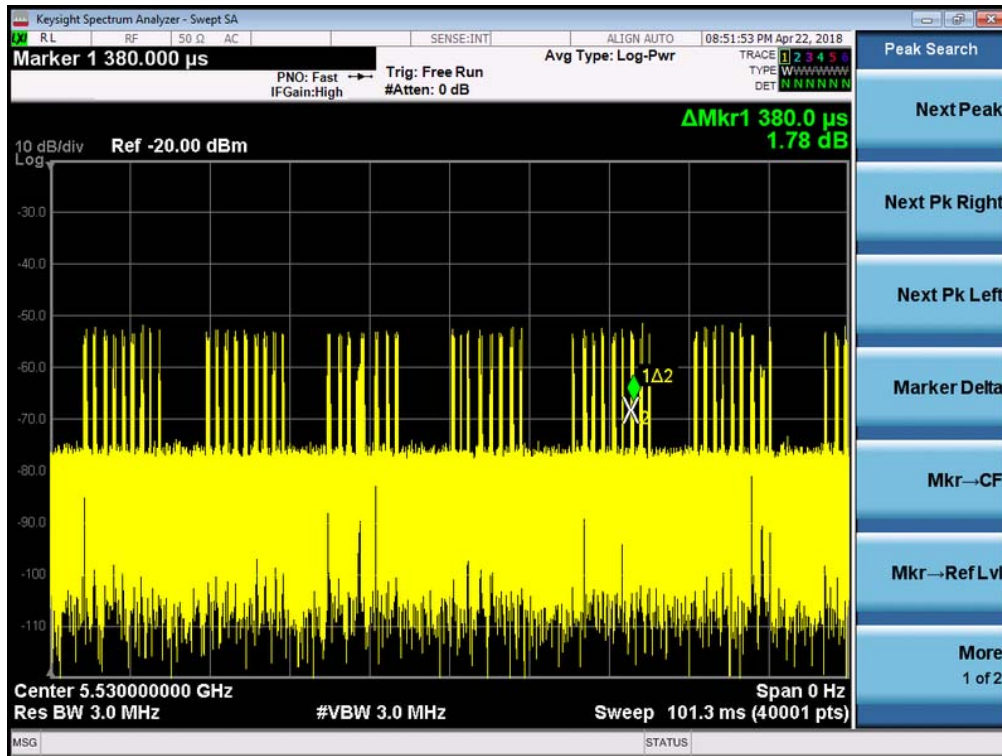 Keysight Spectrum Analyzer - Swept SA
LXI RL RF 50 Ω AC SENSE:INT ALIGN AUTO 08:51:53 PM Apr 22, 2018
Marker 1 380.000 µs
PNO: Fast
IFGain:High
Trig: Free Run
#Atten: 0 dB
Avg Type: Log-Pwr
TRACE 1 2 3 4 5 6
TYPE WWWWWW
DET N N N N N N
ΔMkr1 380.0 µs
1.78 dB
10 dB/div Ref -20.00 dBm
Log
-30.0
-40.0
-50.0
-60.0
1Δ2
-70.0
2
-80.0
-90.0
-100
-110
Center 5.530000000 GHz Span 0 Hz
Res BW 3.0 MHz #VBW 3.0 MHz Sweep 101.3 ms (40001 pts)
MSG STATUS
Peak Search
Next Peak
Next Pk Right
Next Pk Left
Marker Delta
Mkr→CF
Mkr→Ref Lvl
More
1 of 2